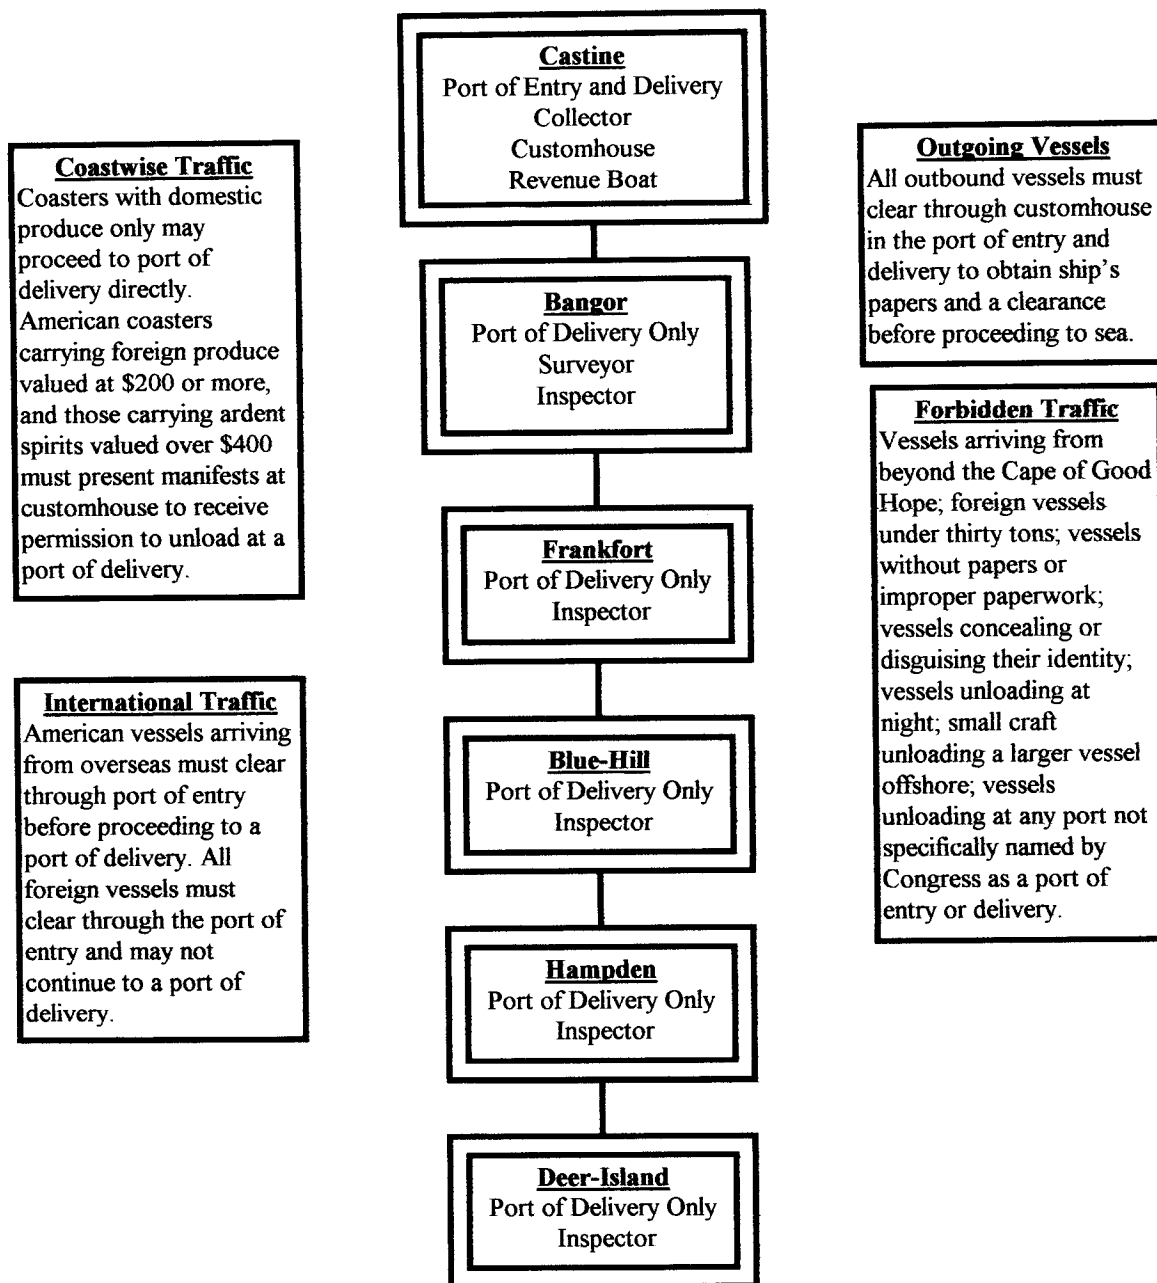 Castine
Port of Entry and Delivery
Collector
Customhouse
Revenue Boat
Coastwise Traffic
Coasters with domestic
produce only may
proceed to port of
delivery directly.
American coasters
carrying foreign produce
valued at $200 or more,
and those carrying ardent
spirits valued over $400
must present manifests at
customhouse to receive
permission to unload at a
port of delivery.
International Traffic
American vessels arriving
from overseas must clear
through port of entry
before proceeding to a
port of delivery. All
foreign vessels must
clear through the port of
entry and may not
continue to a port of
delivery.
Bangor
Port of Delivery Only
Surveyor
Inspector
Frankfort
Port of Delivery Only
Inspector
Blue-Hill
Port of Delivery Only
Inspector
Hampden
Port of Delivery Only
Inspector
Deer-Island
Port of Delivery Only
Inspector
Outgoing Vessels
All outbound vessels must
clear through customhouse
in the port of entry and
delivery to obtain ship's
papers and a clearance
before proceeding to sea.
Forbidden Traffic
Vessels arriving from
beyond the Cape of Good
Hope; foreign vessels
under thirty tons; vessels
without papers or
improper paperwork;
vessels concealing or
disguising their identity;
vessels unloading at
night; small craft
unloading a larger vessel
offshore; vessels
unloading at any port not
specifically named by
Congress as a port of
entry or delivery.